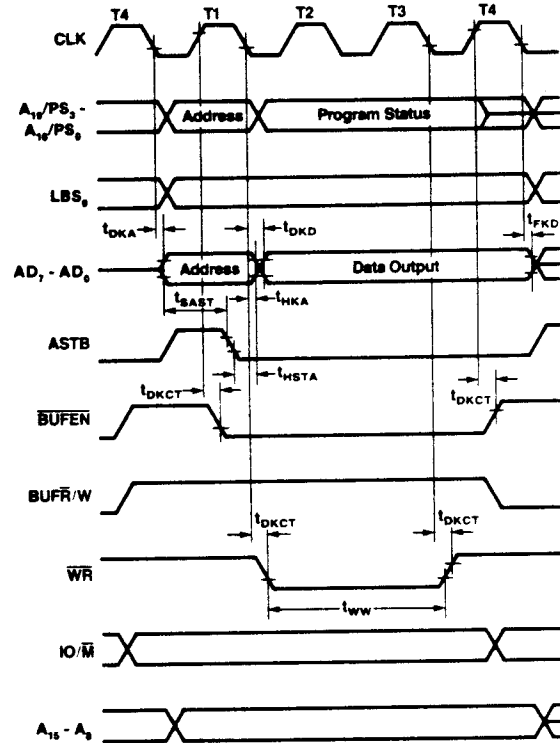 T4 T1 T2 T3 T4
CLK
A19/PS3 -
A16/PS0
Address Program Status
LBS0
tDKA tDKD tFKD
AD7 - AD0
Address Data Output
tSAST tHKA
ASTB
tHSTA
tDKCT tDKCT
BUFEN
BUFR/W
tDKCT tDKCT
WR
tWW
IO/M
A15 - A8